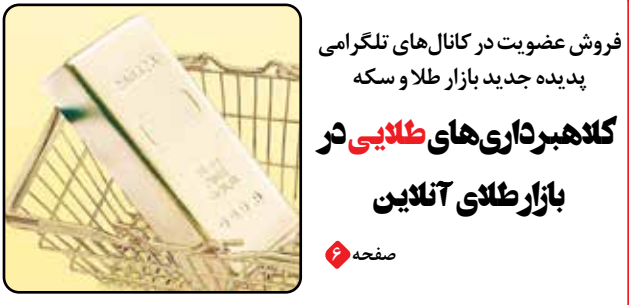 فروش عضویت در کانال‌های تلگرامی
پدیده جدید بازار طلا و سکه
کلاهبرداری‌های طلایی در
بازار طلای آنلاین
صفحه ۶